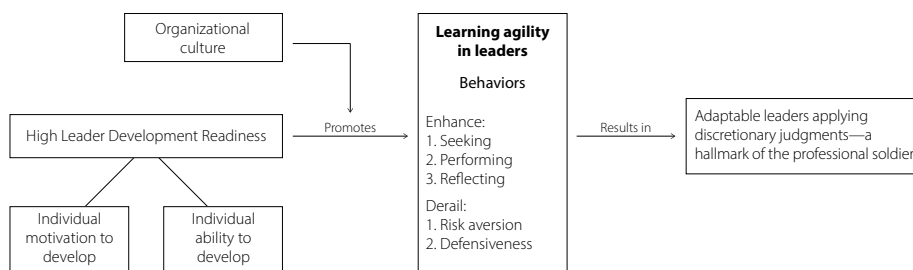 Organizational
culture
Learning agility
in leaders
Behaviors
Enhance:
1. Seeking
2. Performing
3. Reflecting
Derail:
1. Risk aversion
2. Defensiveness
High Leader Development Readiness
Promotes
Results in
Adaptable leaders applying
discretionary judgments—a
hallmark of the professional soldier
Individual
motivation to
develop
Individual
ability to
develop